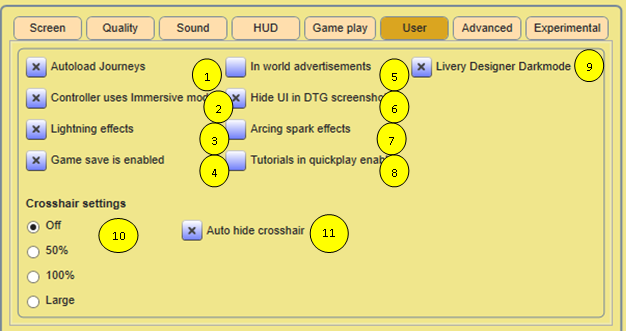 Screen Quality Sound HUD Game play User Advanced Experimental
Autoload Journeys 1 In world advertisements 5 Livery Designer Darkmode 9
Controller uses Immersive mod 2 Hide UI in DTG screensho 6
Lightning effects 3 Arcing spark effects 7
Game save is enabled 4 Tutorials in quickplay enab 8
Crosshair settings
Off 10 Auto hide crosshair 11
50%
100%
Large